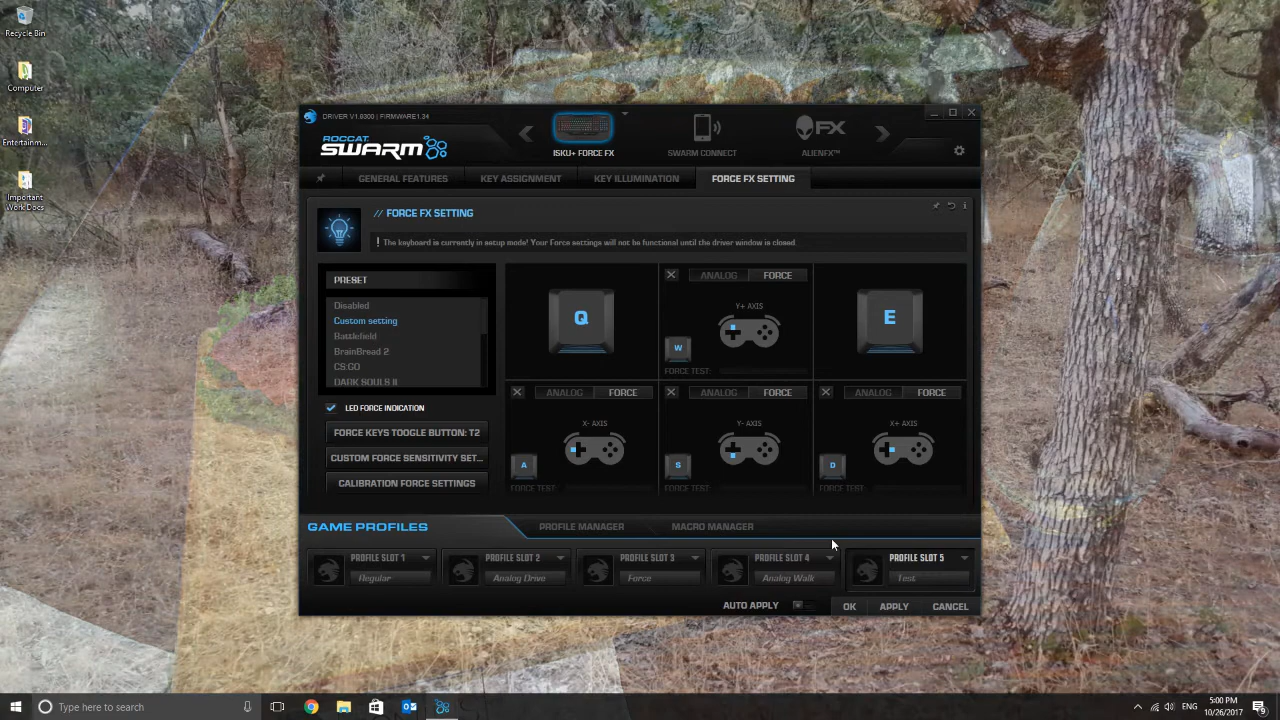 Recycle Bin
Computer
Entertainm...
Important
Work Docs
DRIVER V1.9300 | FIRMWARE1.34
ROCCAT
SWARM
ISKU+ FORCE FX
SWARM CONNECT
FX
ALIENFX™
GENERAL FEATURES
KEY ASSIGNMENT
KEY ILLUMINATION
FORCE FX SETTING
// FORCE FX SETTING
! The keyboard is currently in setup mode! Your Force settings will not be functional until the driver window is closed.
PRESET
Disabled
Custom setting
Battlefield
BrainBread 2
CS:GO
DARK SOULS II
LED FORCE INDICATION
FORCE KEYS TOOGLE BUTTON: T2
CUSTOM FORCE SENSITIVITY SET...
CALIBRATION FORCE SETTINGS
Q
ANALOG FORCE
Y+ AXIS
W
FORCE TEST:
E
ANALOG FORCE
X- AXIS
A
FORCE TEST:
ANALOG FORCE
Y- AXIS
S
FORCE TEST:
ANALOG FORCE
X+ AXIS
D
FORCE TEST:
GAME PROFILES
PROFILE MANAGER
MACRO MANAGER
PROFILE SLOT 1
Regular
PROFILE SLOT 2
Analog Drive
PROFILE SLOT 3
Force
PROFILE SLOT 4
Analog Walk
PROFILE SLOT 5
Test
AUTO APPLY
OK
APPLY
CANCEL
Type here to search
ENG
5:00 PM
10/26/2017
9